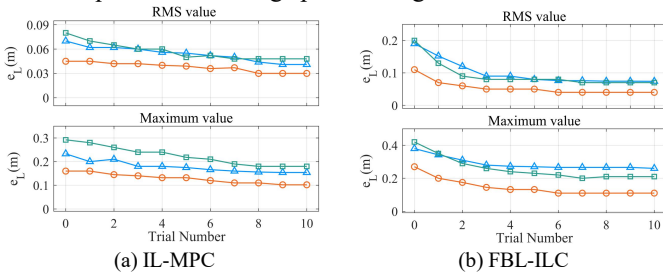 RMS value
0.09
0.06
0.03
0
e_L(m)
Maximum value
0.3
0.2
0.1
0
e_L(m)
0 2 4 6 8 10
Trial Number
(a) IL-MPC
RMS value
0.2
0.1
0
e_L(m)
Maximum value
0.4
0.2
0
e_L(m)
0 2 4 6 8 10
Trial Number
(b) FBL-ILC